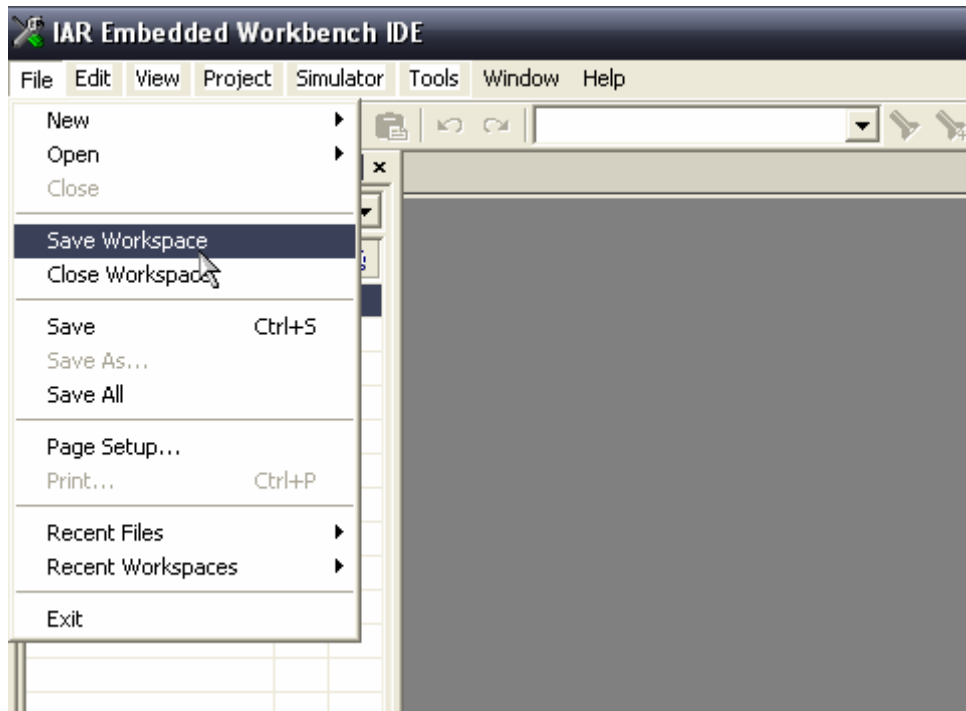 IAR Embedded Workbench IDE
File Edit View Project Simulator Tools Window Help
New
Open
Close
Save Workspace
Close Workspace
Save Ctrl+S
Save As...
Save All
Page Setup...
Print... Ctrl+P
Recent Files
Recent Workspaces
Exit